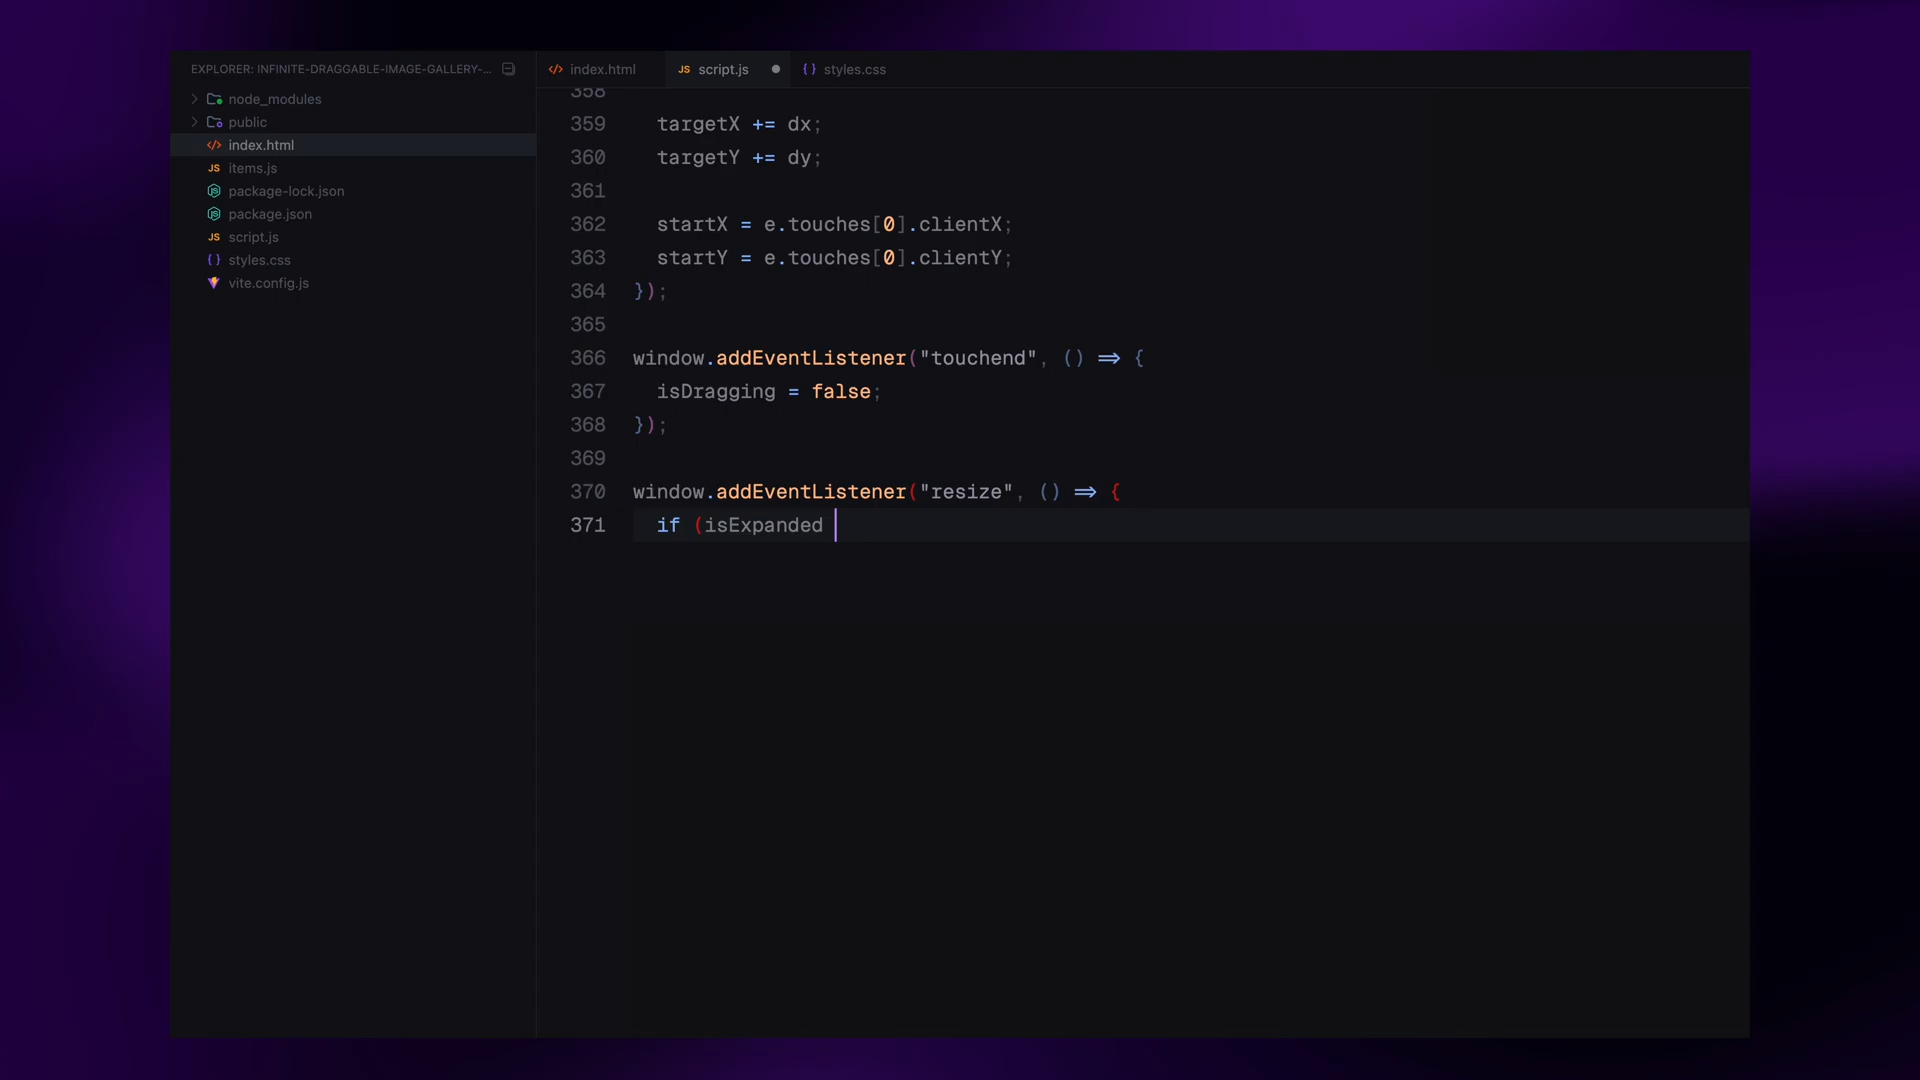 EXPLORER: INFINITE-DRAGGABLE-IMAGE-GALLERY-...
node_modules
public
index.html
items.js
package-lock.json
package.json
script.js
styles.css
vite.config.js
index.html
script.js
styles.css
358
359 targetX += dx;
360 targetY += dy;
361
362 startX = e.touches[0].clientX;
363 startY = e.touches[0].clientY;
364 });
365
366 window.addEventListener("touchend", () => {
367 isDragging = false;
368 });
369
370 window.addEventListener("resize", () => {
371 if (isExpanded